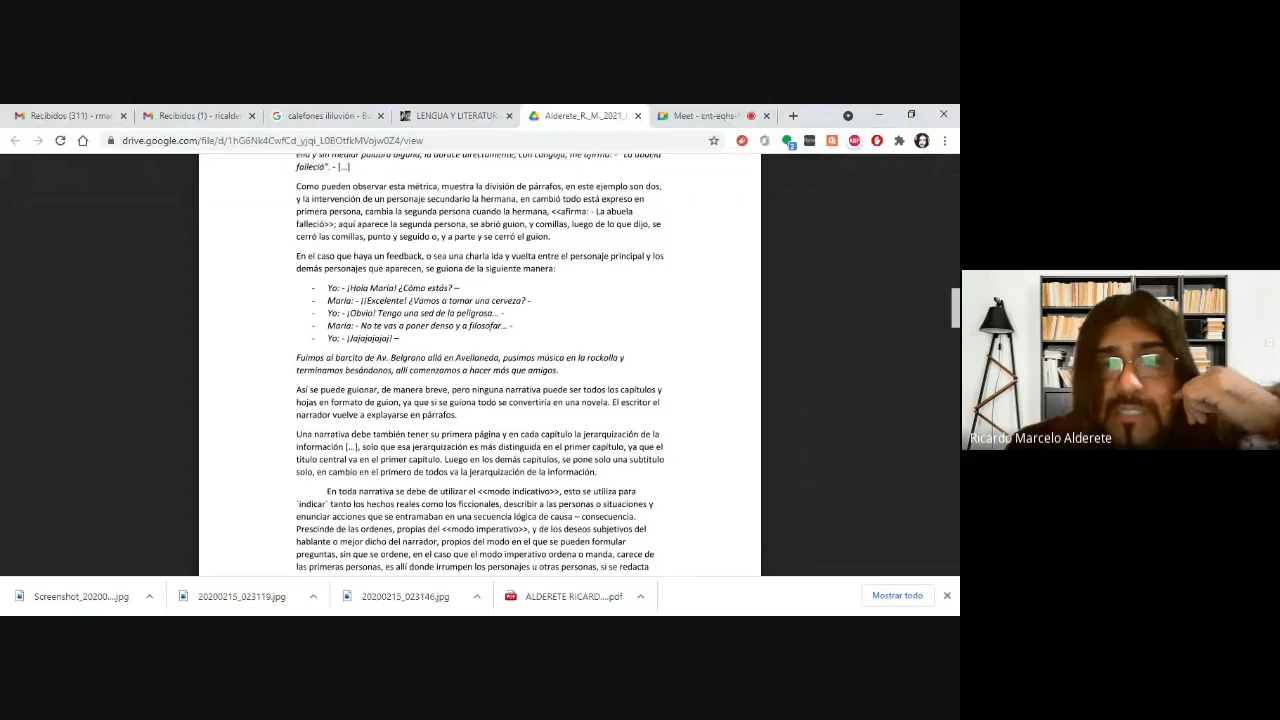 Recibidos (311) - rma
Recibidos (1) - ricalde
calefones ililuvión - Bu
LENGUA Y LITERATUR
Alderete_R._M._2021_
Meet - cnt-eqhs-
drive.google.com/file/d/1hG6Nk4CwfCd_yjqi_L0BOtfkMVojw0Z4/view
ella y sin mediar palabra alguna, la abracé directamente, con congoja, me afirma: - "La abuela
falleció". - [...]
Como pueden observar esta métrica, muestra la división de párrafos, en este ejemplo son dos,
y la intervención de un personaje secundario la hermana, en cambió todo está expreso en
primera persona, cambia la segunda persona cuando la hermana, <<afirma: - La abuela
falleció>>; aquí aparece la segunda persona, se abrió guion, y comillas, luego de lo que dijo, se
cerró las comillas, punto y seguido o, y a parte y se cerró el guion.
En el caso que haya un feedback, o sea una charla ida y vuelta entre el personaje principal y los
demás personajes que aparecen, se guiona de la siguiente manera:
- Yo: - ¡Hola María! ¿Cómo estás? –
- María: - ¡¡Excelente! ¿Vamos a tomar una cerveza? -
- Yo: - ¡Obvio! Tengo una sed de la peligrosa... -
- María: - No te vas a poner denso y a filosofar... -
- Yo: - ¡Jajajajajaj! –
Fuimos al barcito de Av. Belgrano allá en Avellaneda, pusimos música en la rockolla y
terminamos besándonos, allí comenzamos a hacer más que amigos.
Así se puede guionar, de manera breve, pero ninguna narrativa puede ser todos los capítulos y
hojas en formato de guion, ya que si se guiona todo se convertiría en una novela. El escritor el
narrador vuelve a explayarse en párrafos.
Una narrativa debe también tener su primera página y en cada capítulo la jerarquización de la
información [...], solo que esa jerarquización es más distinguida en el primer capítulo, ya que el
título central va en el primer capítulo. Luego en los demás capítulos, se pone solo una subtítulo
solo, en cambio en el primero de todos va la jerarquización de la información.
En toda narrativa se debe de utilizar el <<modo indicativo>>, esto se utiliza para
´indicar´ tanto los hechos reales como los ficcionales, describir a las personas o situaciones y
enunciar acciones que se entramaban en una secuencia lógica de causa – consecuencia.
Prescinde de las ordenes, propias del <<modo imperativo>>, y de los deseos subjetivos del
hablante o mejor dicho del narrador, propios del modo en el que se pueden formular
preguntas, sin que se ordene, en el caso que el modo imperativo ordena o manda, carece de
las primeras personas, es allí donde irrumpen los personajes u otras personas, si se redacta
Ricardo Marcelo Alderete
Screenshot_20200....jpg
20200215_023119.jpg
20200215_023146.jpg
ALDERETE RICARD....pdf
Mostrar todo